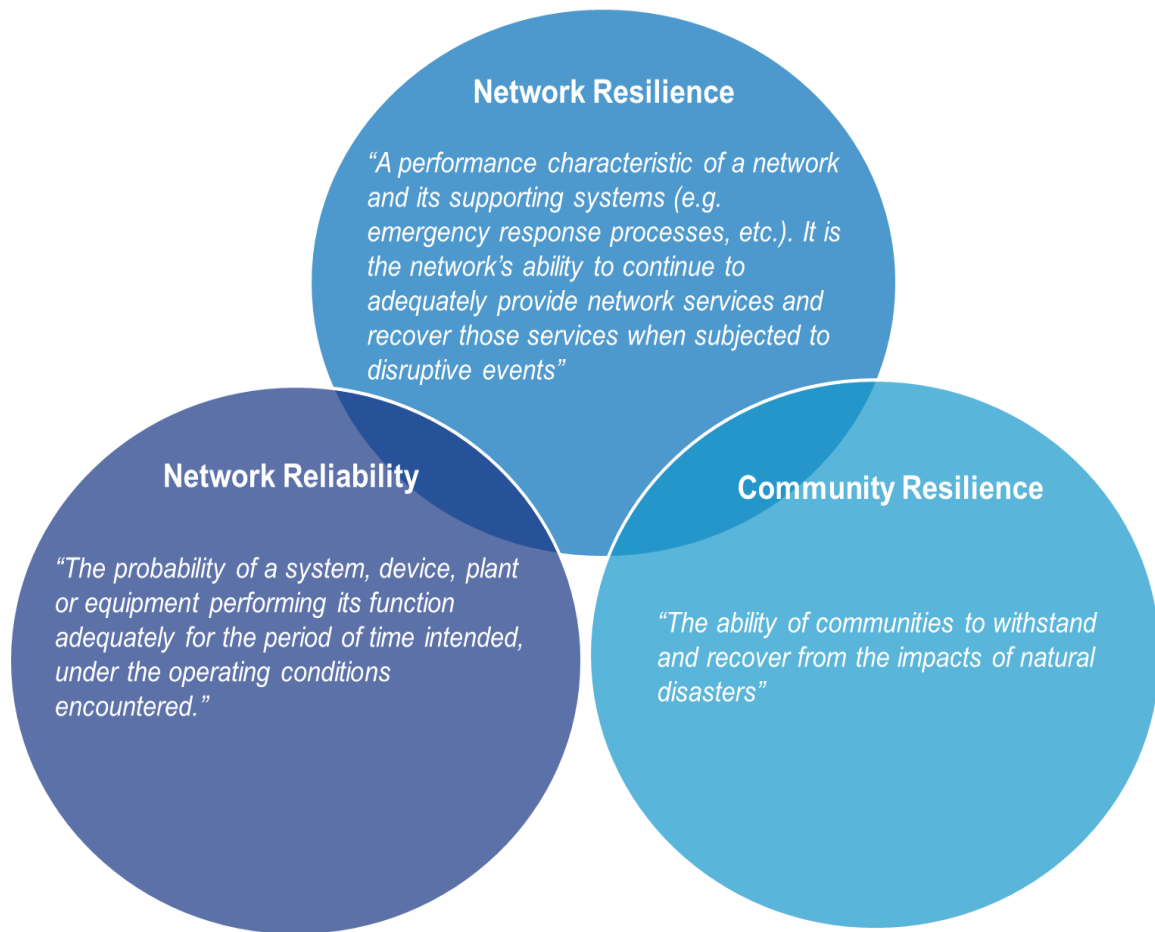 Network Resilience
“A performance characteristic of a network
and its supporting systems (e.g.
emergency response processes, etc.). It is
the network’s ability to continue to
adequately provide network services and
recover those services when subjected to
disruptive events”
Network Reliability
“The probability of a system, device, plant
or equipment performing its function
adequately for the period of time intended,
under the operating conditions
encountered.”
Community Resilience
“The ability of communities to withstand
and recover from the impacts of natural
disasters”